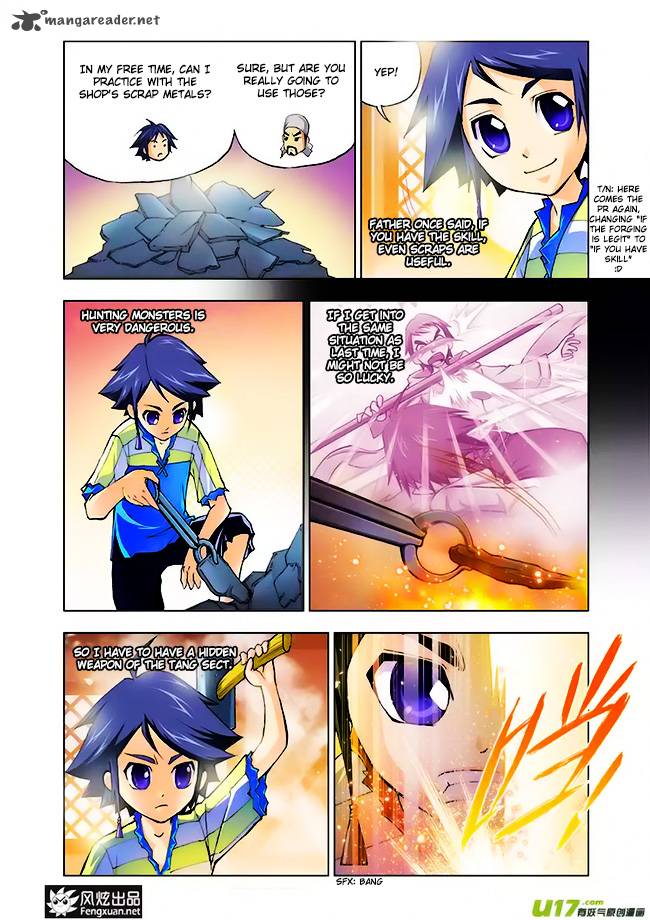 mangareader.net
IN MY FREE TIME, CAN I
PRACTICE WITH THE
SHOP'S SCRAP METALS?
SURE, BUT ARE YOU
REALLY GOING TO
USE THOSE?
YEP!
FATHER ONCE SAID, IF
YOU HAVE THE SKILL,
EVEN SCRAPS ARE
USEFUL.
T/N: HERE
COMES THE
PR AGAIN,
CHANGING "IF
THE FORGING
IS LEGIT" TO
"IF YOU HAVE
SKILL"
:D
HUNTING MONSTERS IS
VERY DANGEROUS.
IF I GET INTO
THE SAME
SITUATION AS
LAST TIME, I
MIGHT NOT BE
SO LUCKY.
SO I HAVE TO HAVE A HIDDEN
WEAPON OF THE TANG SECT.
当
SFX: BANG
风炫出品
Fengxuan.net
U17.com
有妖气原创漫画